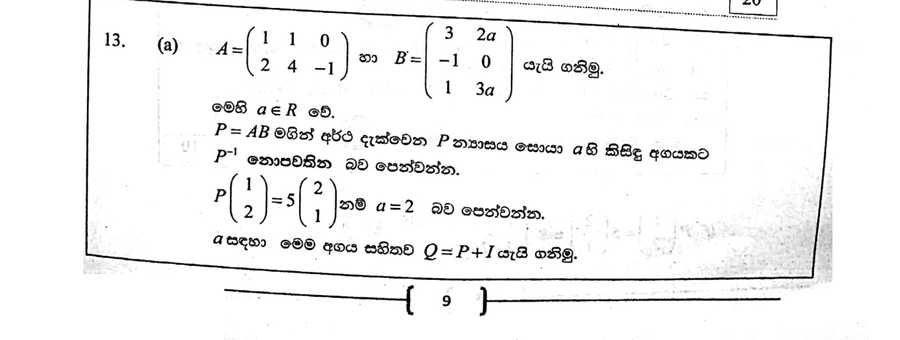 20
13. (a) A = ( 1 1 0 ; 2 4 -1 ) හා B = ( 3 2a ; -1 0 ; 1 3a ) යැයි ගනිමු.
මෙහි a ∈ R වේ.
P = AB මගින් අර්ථ දැක්වෙන P න්‍යාසය සොයා a හි කිසිඳු අගයකට
P⁻¹ නොපවතින බව පෙන්වන්න.
P ( 1 ; 2 ) = 5 ( 2 ; 1 ) නම් a = 2 බව පෙන්වන්න.
a සඳහා මෙම අගය සහිතව Q = P + I යැයි ගනිමු.
9